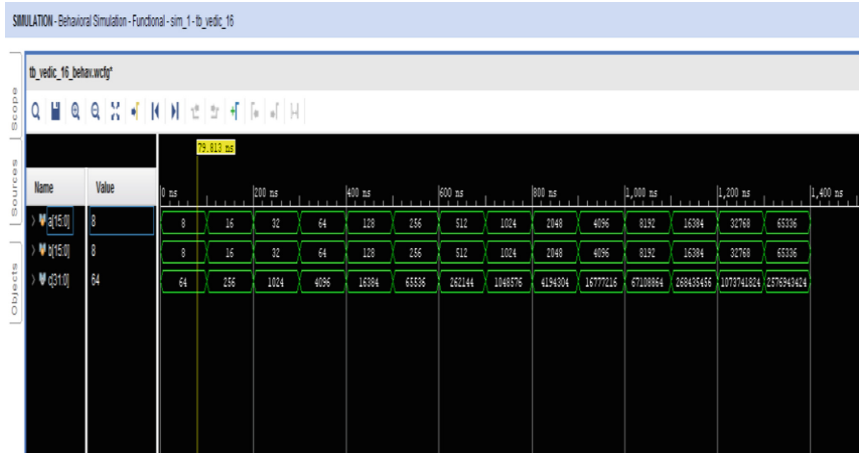 SIMULATION - Behavioral Simulation - Functional - sim_1 - tb_vedic_16
tb_vedic_16_behav.wcfg*
Scope
Sources
Objects
79.813 ns
Name Value 0 ns 200 ns 400 ns 600 ns 800 ns 1,000 ns 1,200 ns 1,400 ns
a[15:0] 8 8 16 32 64 128 256 512 1024 2048 4096 8192 16384 32768 65336
b[15:0] 8 8 16 32 64 128 256 512 1024 2048 4096 8192 16384 32768 65336
c[31:0] 64 64 256 1024 4096 16384 65536 262144 1048576 4194304 16777216 67108864 268435456 1073741824